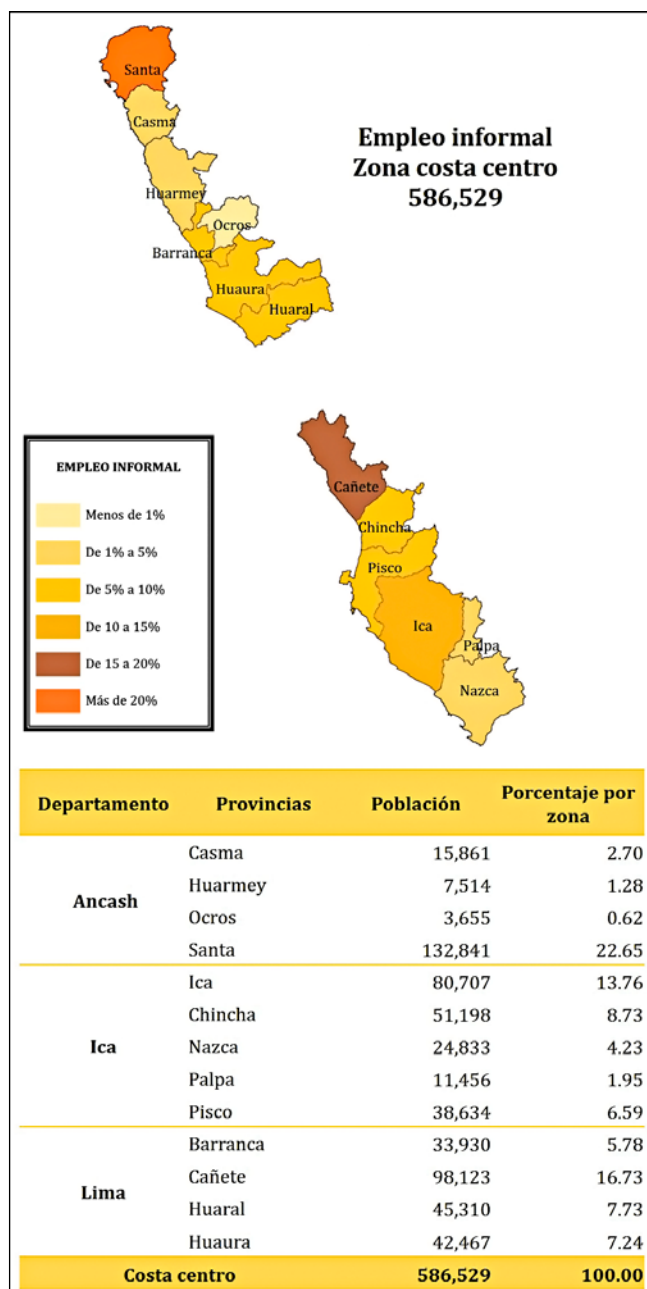 Santa
Casma
Huarmey
Ocros
Barranca
Huaura
Huaral
Empleo informal
Zona costa centro
586,529
Cañete
Chincha
Pisco
Ica
Palpa
Nazca
EMPLEO INFORMAL
Menos de 1%
De 1% a 5%
De 5% a 10%
De 10 a 15%
De 15 a 20%
Más de 20%
Departamento Provincias Población Porcentaje por zona
Ancash
Casma 15,861 2.70
Huarmey 7,514 1.28
Ocros 3,655 0.62
Santa 132,841 22.65
Ica
Ica 80,707 13.76
Chincha 51,198 8.73
Nazca 24,833 4.23
Palpa 11,456 1.95
Pisco 38,634 6.59
Lima
Barranca 33,930 5.78
Cañete 98,123 16.73
Huaral 45,310 7.73
Huaura 42,467 7.24
Costa centro 586,529 100.00